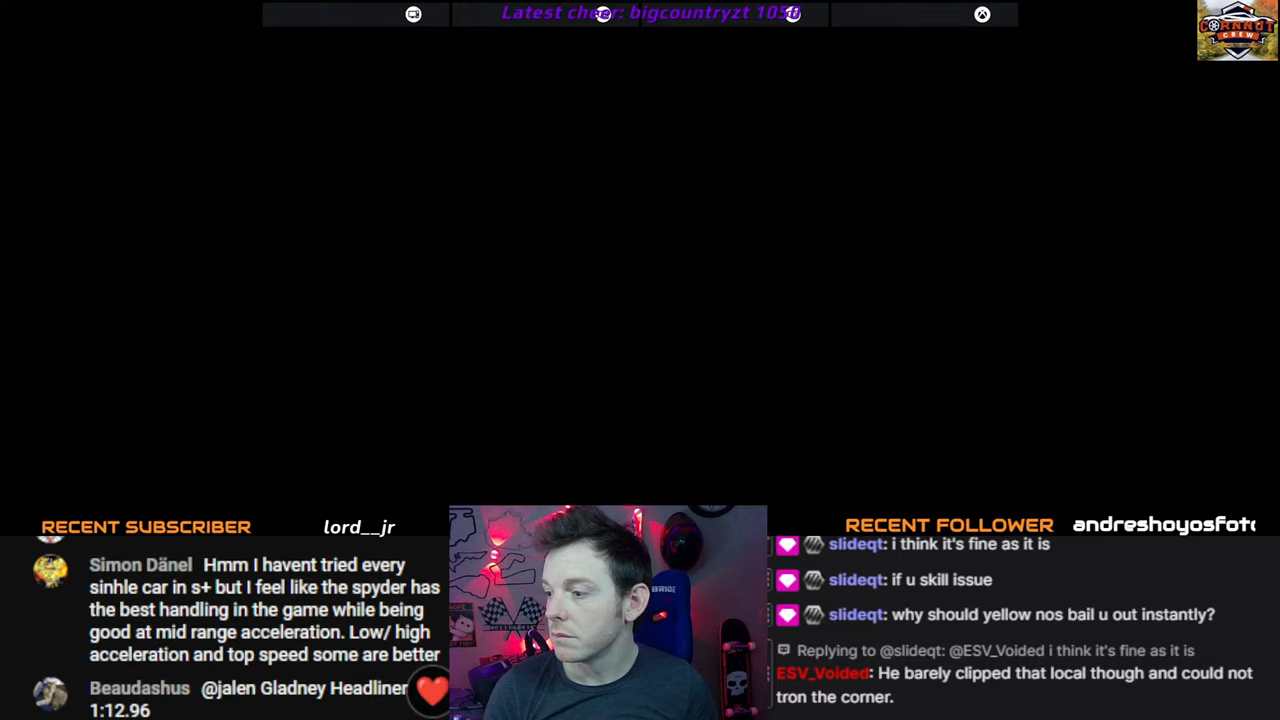 Latest cheer: bigcountryzt 1050
CORNNUT
CREW
RECENT SUBSCRIBER
lord__jr
RECENT FOLLOWER
andreshoyosfoto
Simon Dänel Hmm I havent tried every
sinhle car in s+ but I feel like the spyder has
the best handling in the game while being
good at mid range acceleration. Low/ high
acceleration and top speed some are better
Beaudashus @jalen Gladney Headliner
1:12.96
BRIDE
slideqt: i think it's fine as it is
slideqt: if u skill issue
slideqt: why should yellow nos bail u out instantly?
Replying to @slideqt: @ESV_Voided i think it's fine as it is
ESV_Voided: He barely clipped that local though and could not
tron the corner.